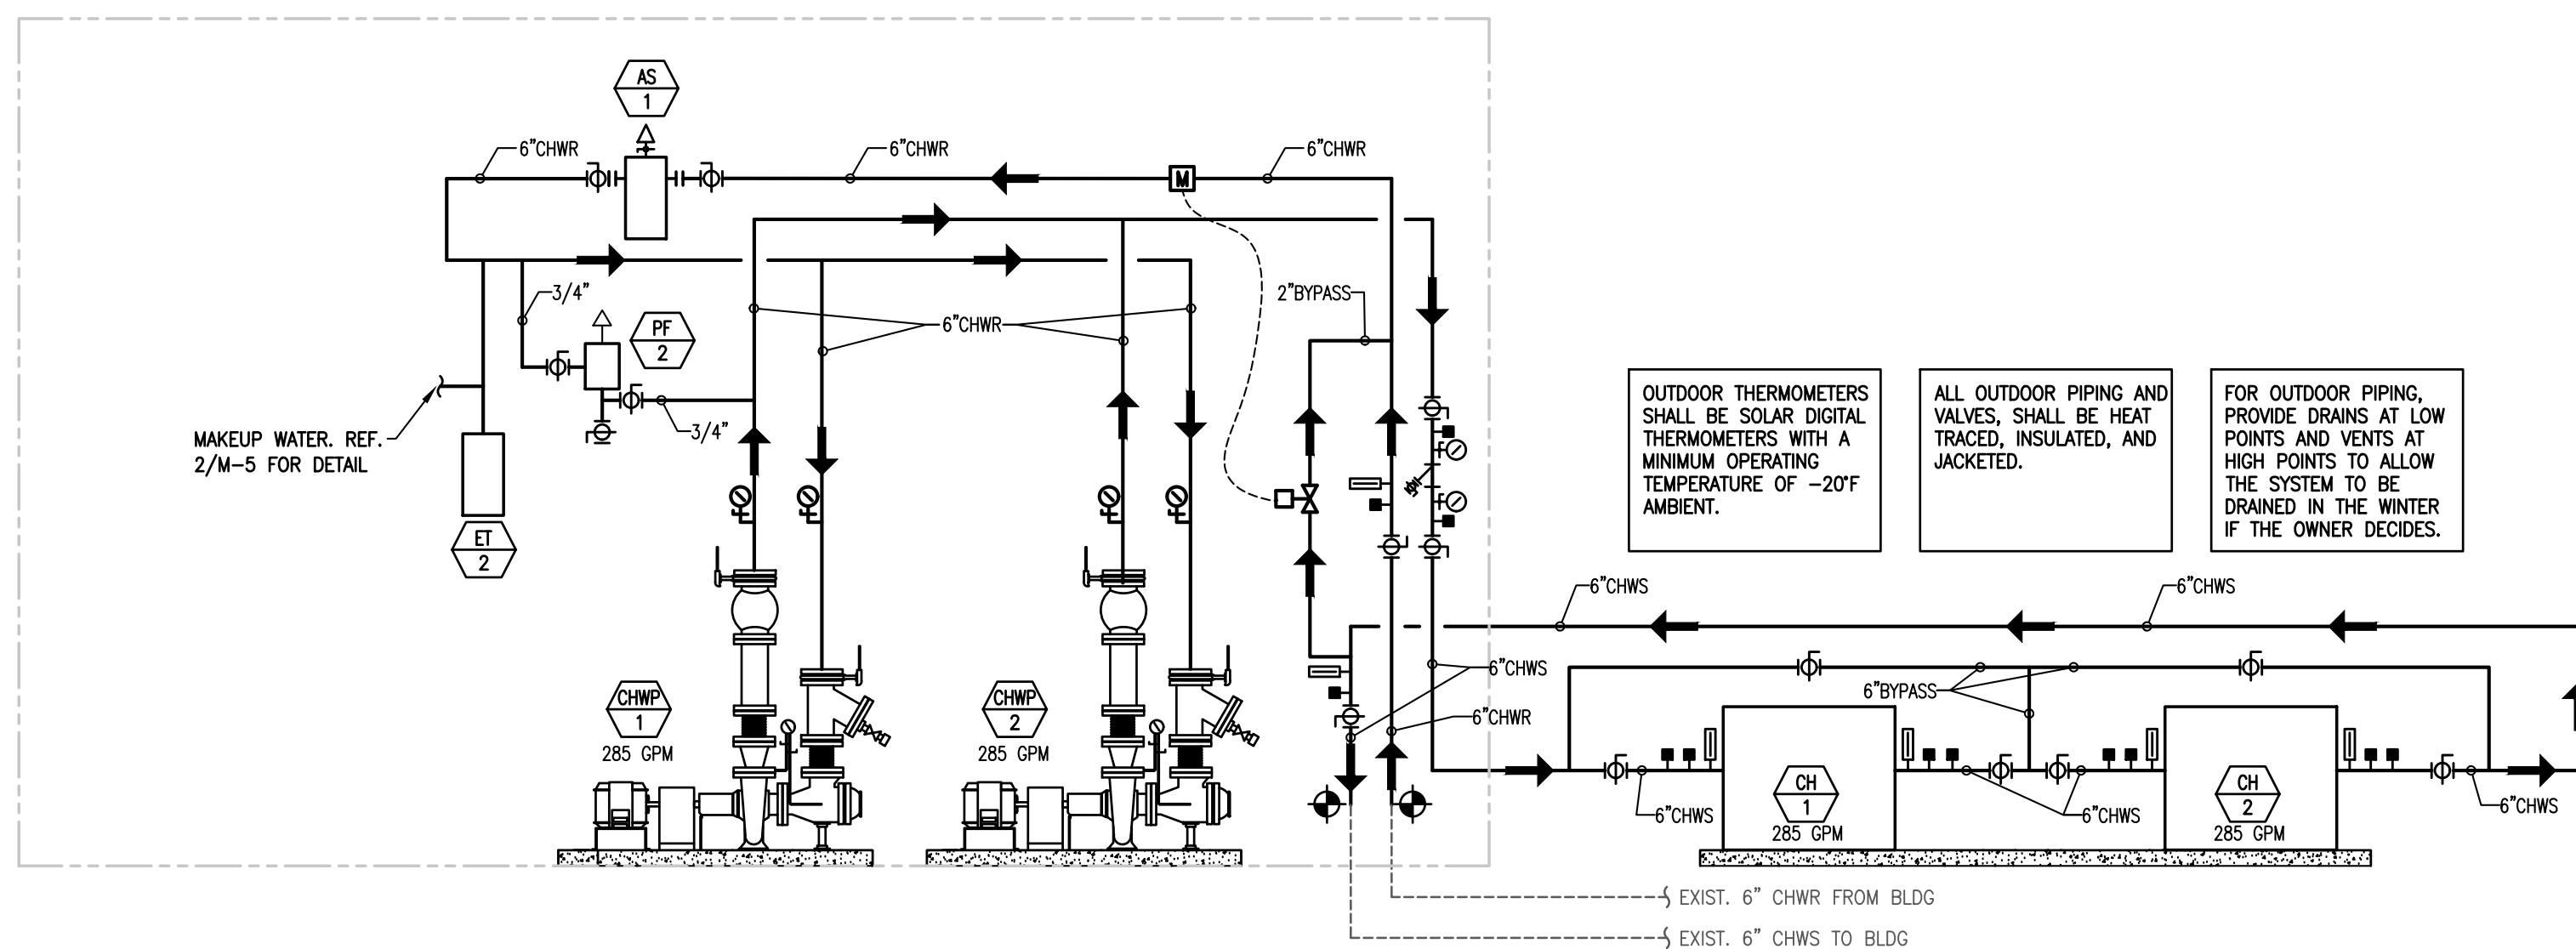 AS
1
6"CHWR
6"CHWR
6"CHWR
M
3/4"
2"BYPASS
PF
2
6"CHWR
3/4"
MAKEUP WATER. REF.
2/M-5 FOR DETAIL
ET
2
OUTDOOR THERMOMETERS
SHALL BE SOLAR DIGITAL
THERMOMETERS WITH A
MINIMUM OPERATING
TEMPERATURE OF -20°F
AMBIENT.
ALL OUTDOOR PIPING AND
VALVES, SHALL BE HEAT
TRACED, INSULATED, AND
JACKETED.
FOR OUTDOOR PIPING,
PROVIDE DRAINS AT LOW
POINTS AND VENTS AT
HIGH POINTS TO ALLOW
THE SYSTEM TO BE
DRAINED IN THE WINTER
IF THE OWNER DECIDES.
6"CHWS
6"CHWS
6"CHWS
6"BYPASS
CHWP
1
285 GPM
CHWP
2
285 GPM
6"CHWR
CH
1
285 GPM
CH
2
285 GPM
6"CHWS
6"CHWS
6"CHWS
EXIST. 6" CHWR FROM BLDG
EXIST. 6" CHWS TO BLDG